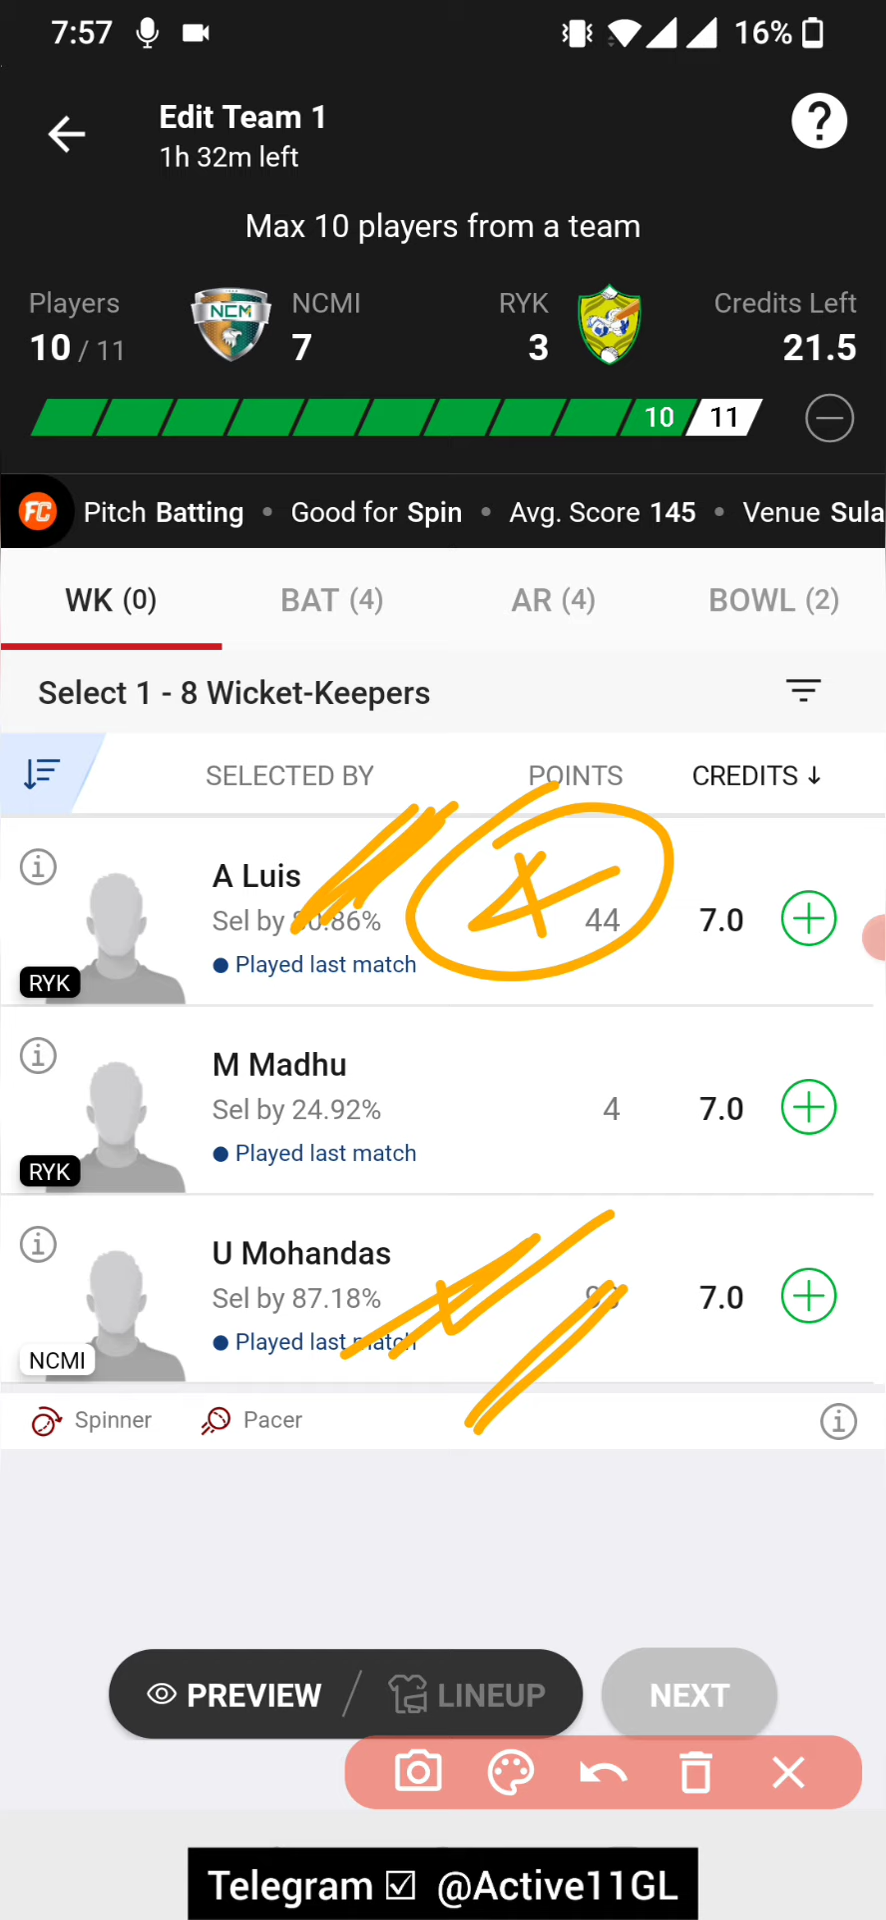 7:57 16%
Edit Team 1
1h 32m left
?
Max 10 players from a team
Players NCMI RYK Credits Left
NCM
10 / 11 7 3 21.5
10 11
FC Pitch Batting • Good for Spin • Avg. Score 145 • Venue Sula
WK (0) BAT (4) AR (4) BOWL (2)
Select 1 - 8 Wicket-Keepers
SELECTED BY POINTS CREDITS ↓
A Luis
Sel by 80.86% 44 7.0
Played last match
RYK
M Madhu
Sel by 24.92% 4 7.0
Played last match
RYK
U Mohandas
Sel by 87.18% 7.0
Played last match
NCMI
Spinner Pacer
PREVIEW / LINEUP NEXT
Telegram ☑ @Active11GL